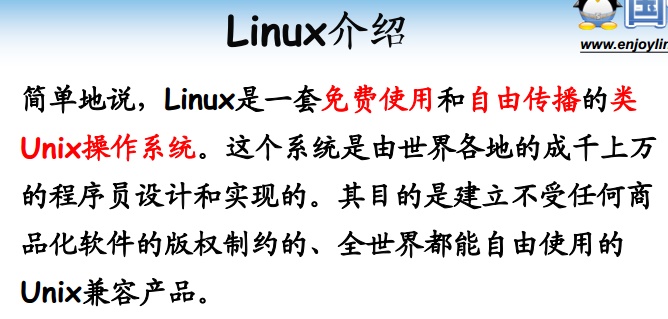 Linux介绍
www.enjoylin
简单地说，Linux是一套免费使用和自由传播的类
Unix操作系统。这个系统是由世界各地的成千上万
的程序员设计和实现的。其目的是建立不受任何商
品化软件的版权制约的、全世界都能自由使用的
Unix兼容产品。